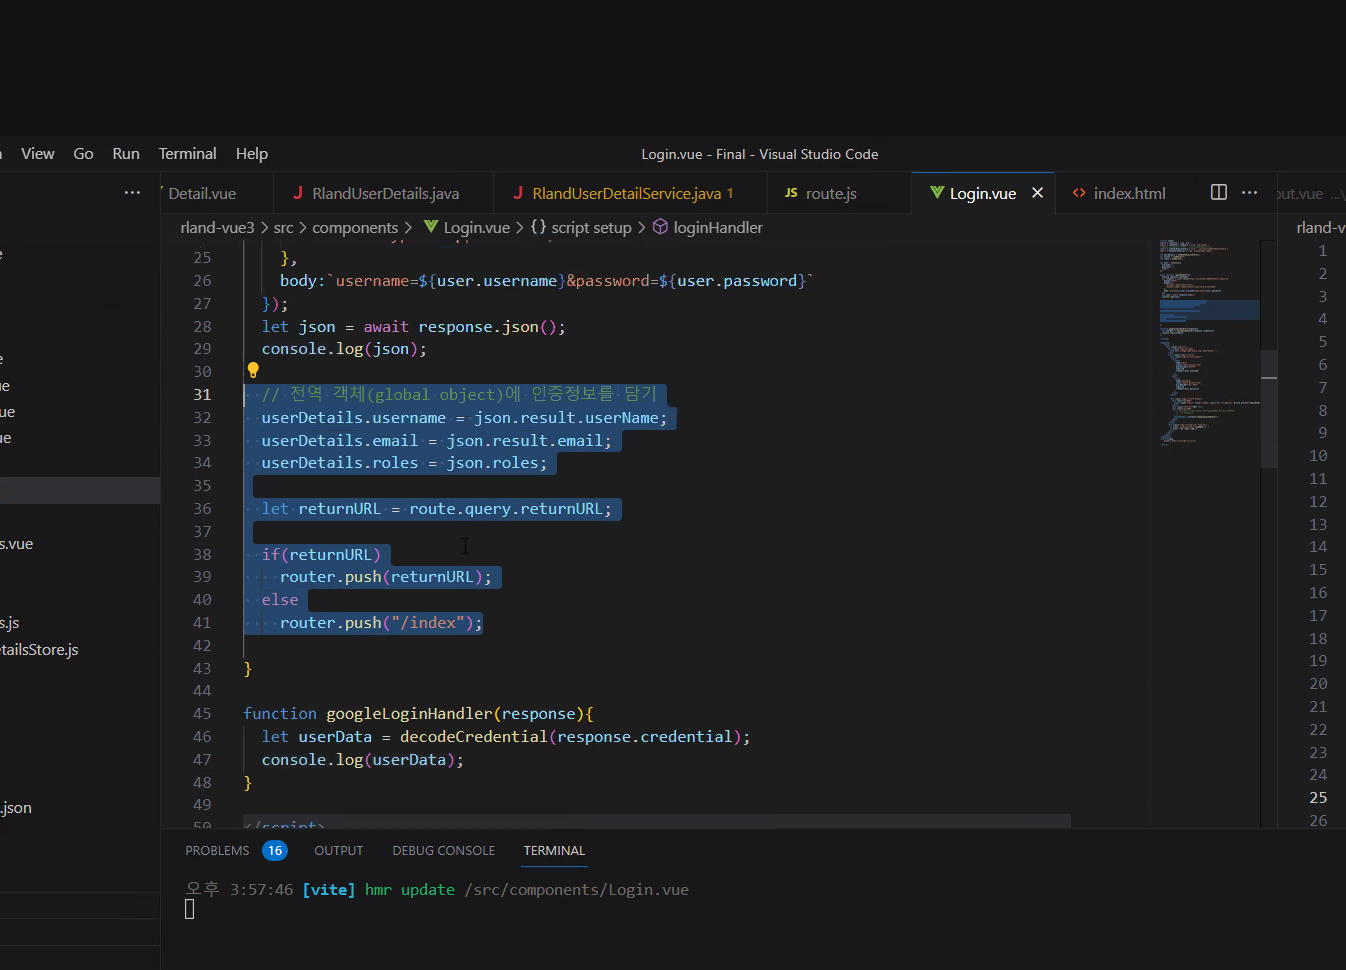 View Go Run Terminal Help
Login.vue - Final - Visual Studio Code
Detail.vue
RlandUserDetails.java
RlandUserDetailService.java 1
JS route.js
Login.vue
index.html
rland-vue3 > src > components > Login.vue > {} script setup > loginHandler
rland-v
25 },
26 body:`username=${user.username}&password=${user.password}`
27 });
28 let json = await response.json();
29 console.log(json);
30
31 // 전역 객체(global object)에 인증정보를 담기
32 userDetails.username = json.result.userName;
33 userDetails.email = json.result.email;
34 userDetails.roles = json.roles;
35
36 let returnURL = route.query.returnURL;
37
38 if(returnURL)
39 router.push(returnURL);
40 else
41 router.push("/index");
42
43 }
44
45 function googleLoginHandler(response){
46 let userData = decodeCredential(response.credential);
47 console.log(userData);
48 }
49
50 </script>
s.vue
s.js
tailsStore.js
.json
1
2
3
4
5
6
7
8
9
10
11
12
13
14
15
16
17
18
19
20
21
22
23
24
25
26
PROBLEMS 16 OUTPUT DEBUG CONSOLE TERMINAL
오후 3:57:46 [vite] hmr update /src/components/Login.vue